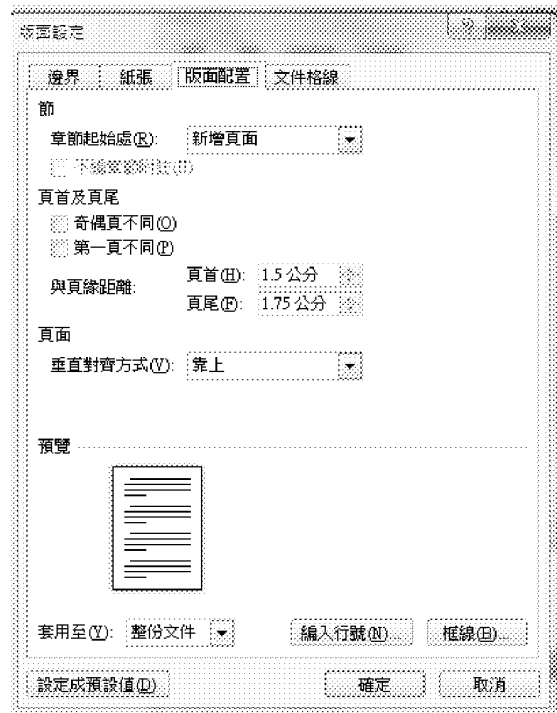 版面設定
邊界 紙張 版面配置 文件格線
節
章節起始處(R): 新增頁面
頁首及頁尾
奇偶頁不同(O)
第一頁不同(P)
與頁緣距離: 頁首(H): 1.5 公分
頁尾(F): 1.75 公分
頁面
垂直對齊方式(V): 靠上
預覽
套用至(Y): 整份文件 編入行號(N)... 框線(B)...
設定成預設值(D) 確定 取消